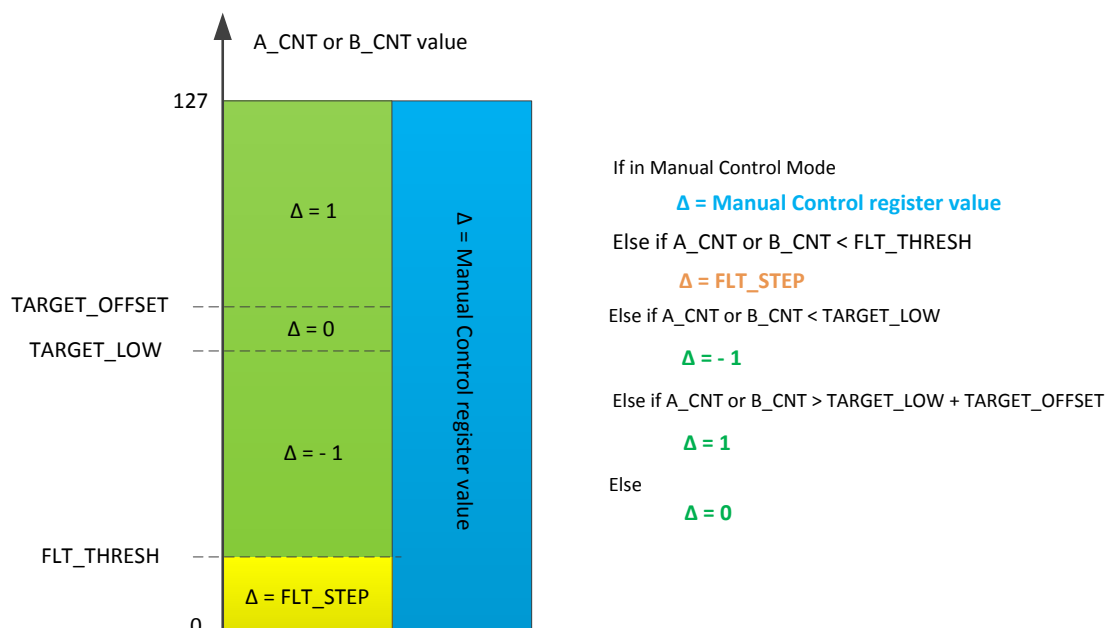 A_CNT or B_CNT value
127
Δ = 1
TARGET_OFFSET
Δ = 0
TARGET_LOW
Δ = - 1
FLT_THRESH
Δ = FLT_STEP
0
Δ = Manual Control register value
If in Manual Control Mode
Δ = Manual Control register value
Else if A_CNT or B_CNT < FLT_THRESH
Δ = FLT_STEP
Else if A_CNT or B_CNT < TARGET_LOW
Δ = - 1
Else if A_CNT or B_CNT > TARGET_LOW + TARGET_OFFSET
Δ = 1
Else
Δ = 0